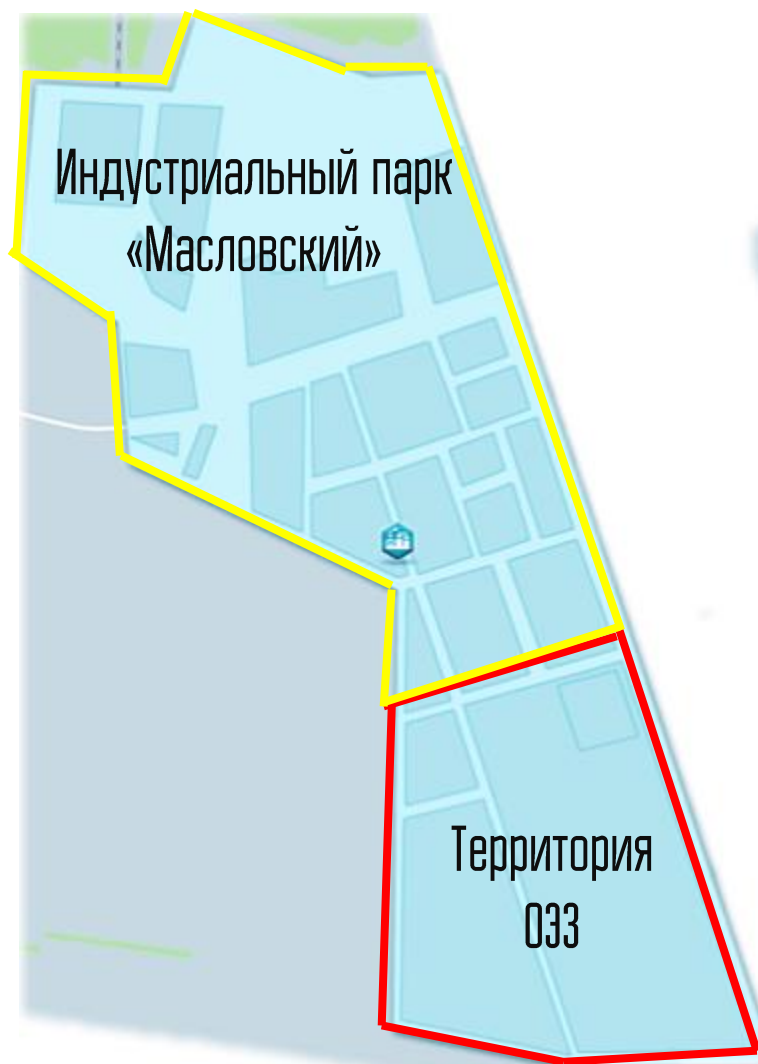 Индустриальный парк
«Масловский»
Территория
ОЭЗ